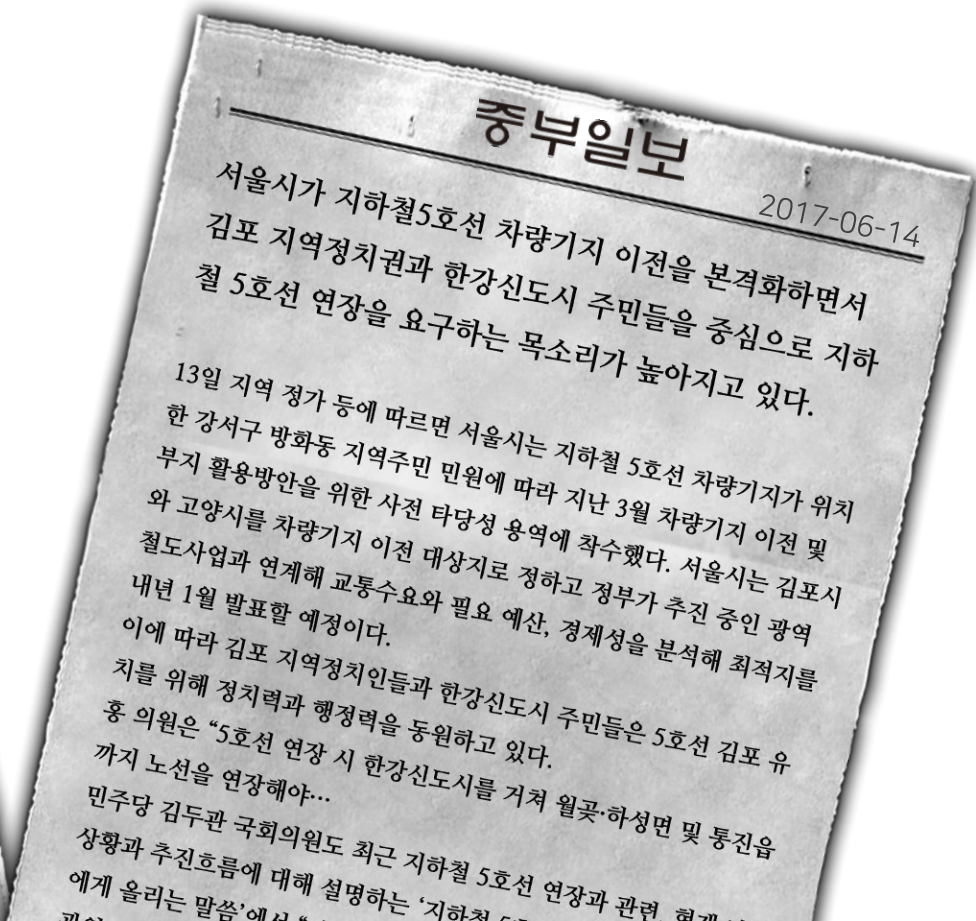 중부일보
2017-06-14
서울시가 지하철5호선 차량기지 이전을 본격화하면서
김포 지역정치권과 한강신도시 주민들을 중심으로 지하
철 5호선 연장을 요구하는 목소리가 높아지고 있다.
13일 지역 정가 등에 따르면 서울시는 지하철 5호선 차량기지가 위치
한 강서구 방화동 지역주민 민원에 따라 지난 3월 차량기지 이전 및
부지 활용방안을 위한 사전 타당성 용역에 착수했다. 서울시는 김포시
와 고양시를 차량기지 이전 대상지로 정하고 정부가 추진 중인 광역
철도사업과 연계해 교통수요와 필요 예산, 경제성을 분석해 최적지를
내년 1월 발표할 예정이다.
이에 따라 김포 지역정치인들과 한강신도시 주민들은 5호선 김포 유
치를 위해 정치력과 행정력을 동원하고 있다.
홍 의원은 “5호선 연장 시 한강신도시를 거쳐 월곶·하성면 및 통진읍
까지 노선을 연장해야…
민주당 김두관 국회의원도 최근 지하철 5호선 연장과 관련, 현재
상황과 추진흐름에 대해 설명하는 ‘지하철
에게 올리는 말씀’에서